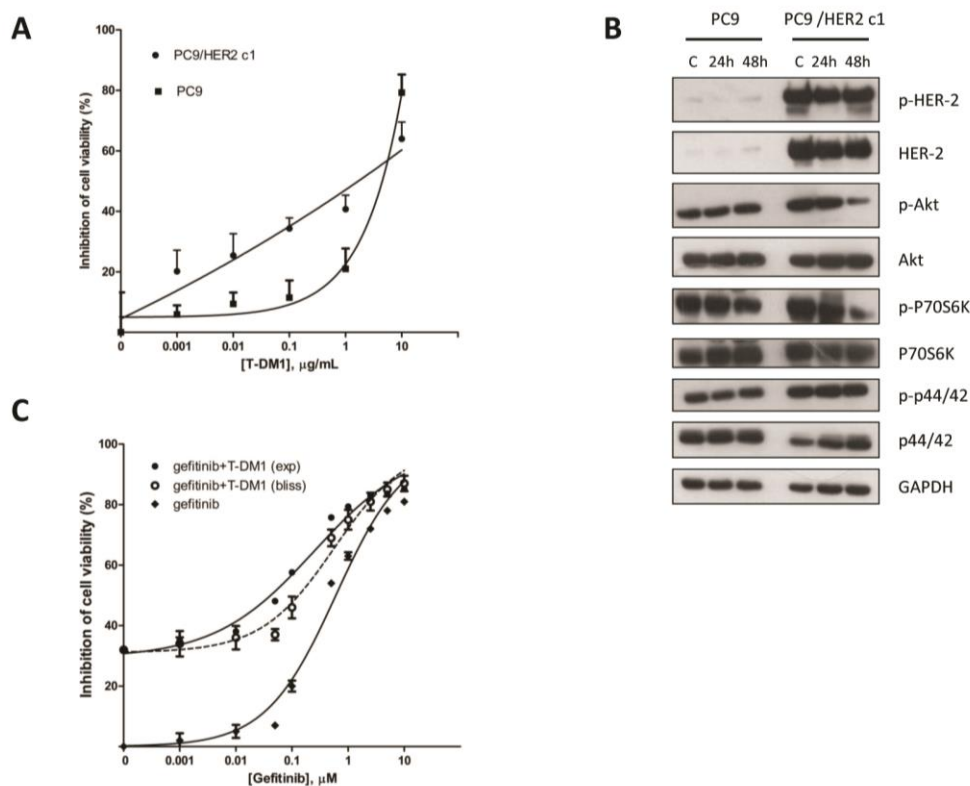 A
Inhibition of cell viability (%)
100
80
60
40
20
PC9/HER2 c1
PC9
0 0.001 0.01 0.1 1 10
[T-DM1], µg/mL
B
PC9 PC9 /HER2 c1
C 24h 48h C 24h 48h
p-HER-2
HER-2
p-Akt
Akt
p-P70S6K
P70S6K
p-p44/42
p44/42
GAPDH
C
Inhibition of cell viability (%)
100
80
60
40
20
gefitinib+T-DM1 (exp)
gefitinib+T-DM1 (bliss)
gefitinib
0 0.001 0.01 0.1 1 10
[Gefitinib], µM